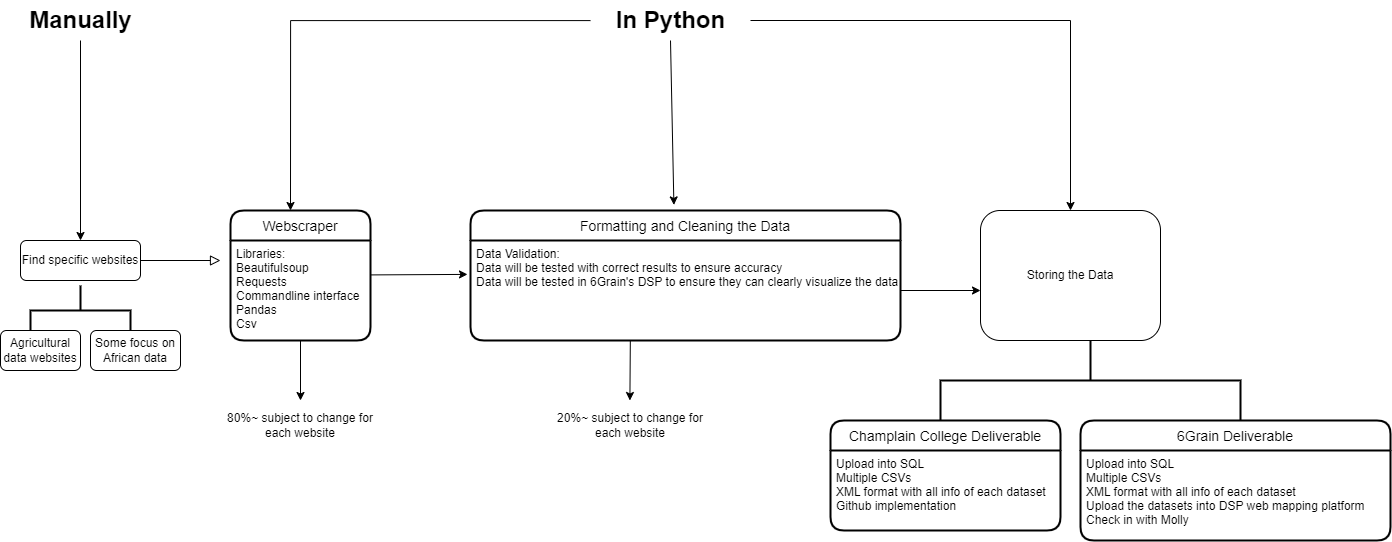 Manually
In Python
Find specific websites
Agricultural
data websites
Some focus on
African data
Webscraper
Libraries:
Beautifulsoup
Requests
Commandline interface
Pandas
Csv
80%~ subject to change for
each website
Formatting and Cleaning the Data
Data Validation:
Data will be tested with correct results to ensure accuracy
Data will be tested in 6Grain's DSP to ensure they can clearly visualize the data
20%~ subject to change for
each website
Storing the Data
Champlain College Deliverable
Upload into SQL
Multiple CSVs
XML format with all info of each dataset
Github implementation
6Grain Deliverable
Upload into SQL
Multiple CSVs
XML format with all info of each dataset
Upload the datasets into DSP web mapping platform
Check in with Molly